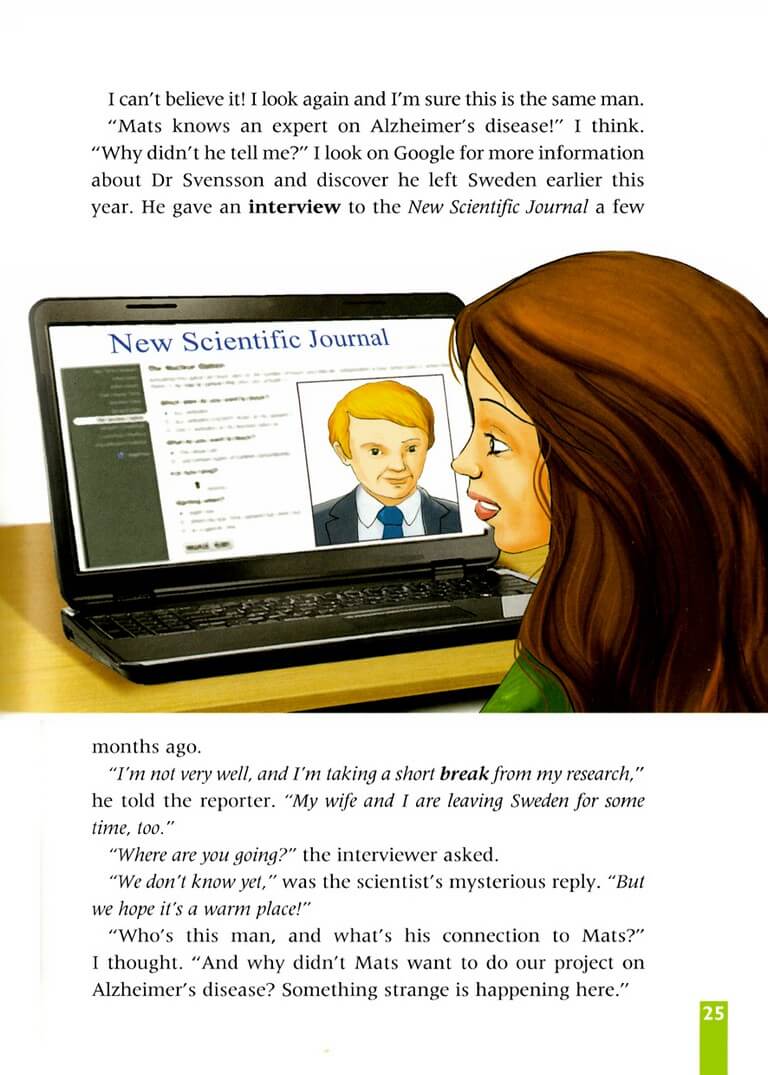 I can't believe it! I look again and I'm sure this is the same man.
“Mats knows an expert on Alzheimer's disease!” I think.
“Why didn't he tell me?” I look on Google for more information
about Dr Svensson and discover he left Sweden earlier this
year. He gave an interview to the New Scientific Journal a few
New Scientific Journal
months ago.
“I'm not very well, and I'm taking a short break from my research,”
he told the reporter. “My wife and I are leaving Sweden for some
time, too.”
“Where are you going?” the interviewer asked.
“We don't know yet,” was the scientist's mysterious reply. “But
we hope it's a warm place!”
“Who's this man, and what's his connection to Mats?”
I thought. “And why didn't Mats want to do our project on
Alzheimer's disease? Something strange is happening here.”
25